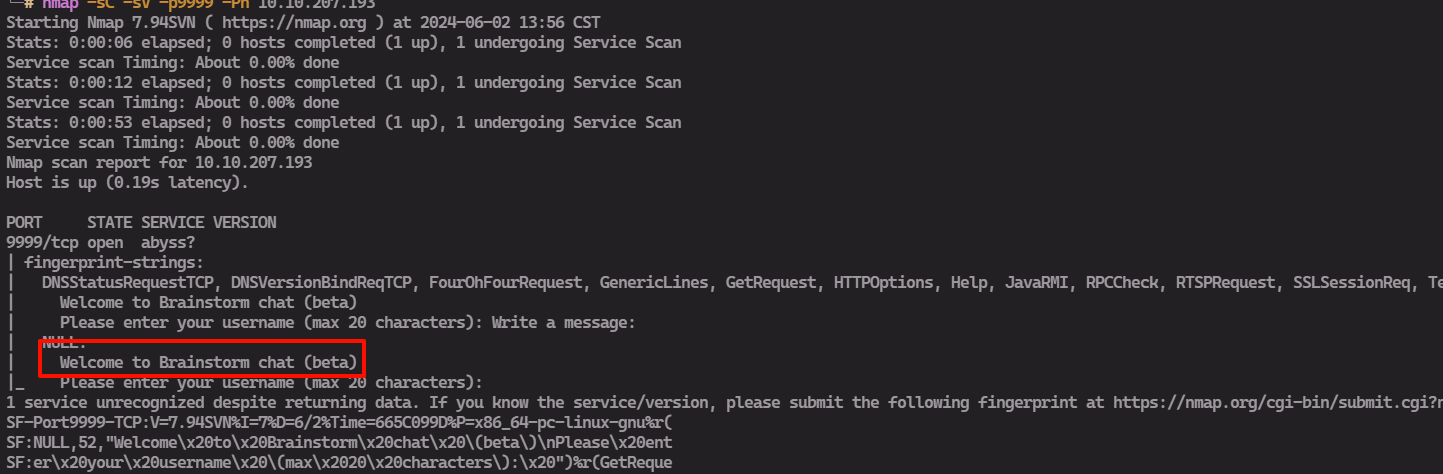 # nmap -sC -sV -p9999 -Pn 10.10.207.193
Starting Nmap 7.94SVN ( https://nmap.org ) at 2024-06-02 13:56 CST
Stats: 0:00:06 elapsed; 0 hosts completed (1 up), 1 undergoing Service Scan
Service scan Timing: About 0.00% done
Stats: 0:00:12 elapsed; 0 hosts completed (1 up), 1 undergoing Service Scan
Service scan Timing: About 0.00% done
Stats: 0:00:53 elapsed; 0 hosts completed (1 up), 1 undergoing Service Scan
Service scan Timing: About 0.00% done
Nmap scan report for 10.10.207.193
Host is up (0.19s latency).
PORT     STATE SERVICE VERSION
9999/tcp open  abyss?
| fingerprint-strings:
|   DNSStatusRequestTCP, DNSVersionBindReqTCP, FourOhFourRequest, GenericLines, GetRequest, HTTPOptions, Help, JavaRMI, RPCCheck, RTSPRequest, SSLSessionReq, Te
|     Welcome to Brainstorm chat (beta)
|     Please enter your username (max 20 characters): Write a message:
|   NULL:
|     Welcome to Brainstorm chat (beta)
|_    Please enter your username (max 20 characters):
1 service unrecognized despite returning data. If you know the service/version, please submit the following fingerprint at https://nmap.org/cgi-bin/submit.cgi?n
SF-Port9999-TCP:V=7.94SVN%I=7%D=6/2%Time=665C099D%P=x86_64-pc-linux-gnu%r(
SF:NULL,52,"Welcome\x20to\x20Brainstorm\x20chat\x20\(beta\)\nPlease\x20ent
SF:er\x20your\x20username\x20\(max\x2020\x20characters\):\x20")%r(GetReque